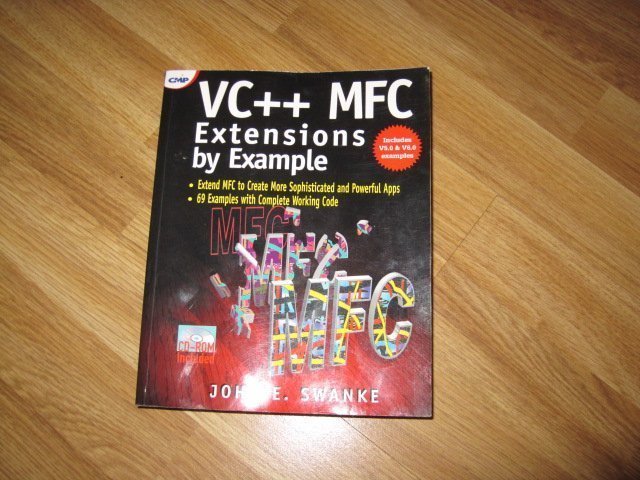 CMP
VC++ MFC
Extensions
by Example
Includes
V5.0 & V6.0
examples
• Extend MFC to Create More Sophisticated and Powerful Apps
• 69 Examples with Complete Working Code
MFC
MFC
MFC
CD-ROM
Included
E. SWANKE